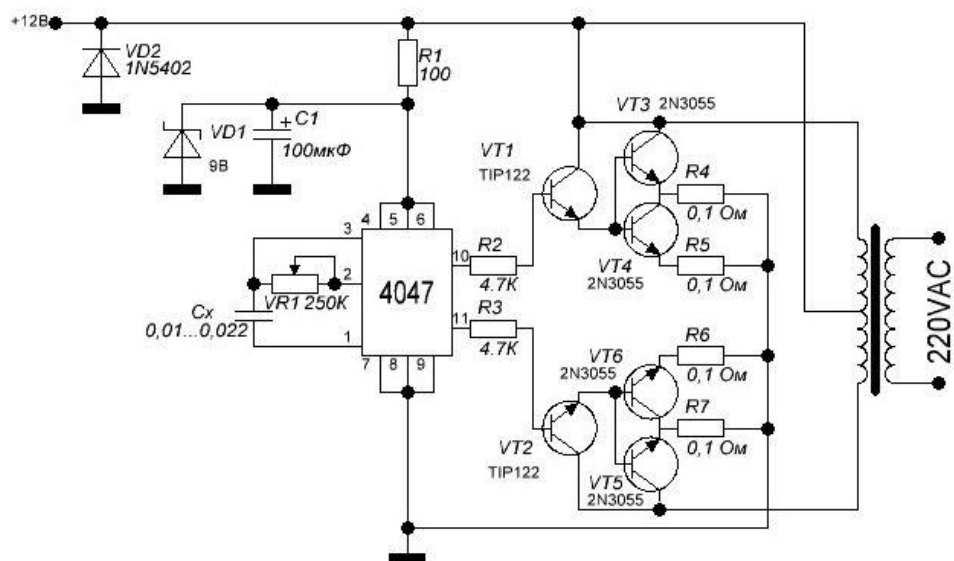 +12В
VD2
1N5402
R1
100
VD1
9В
C1
+
100мкФ
VT3 2N3055
VT1
TIP122
R4
0,1 Ом
VT4
2N3055
R5
0,1 Ом
3
4
5
6
2
1
7
8
9
10
11
4047
VR1 250К
Cx
0,01...0,022
R2
4.7К
R3
4.7К
VT6
2N3055
R6
0,1 Ом
R7
0,1 Ом
VT2
TIP122
VT5
2N3055
220VAC